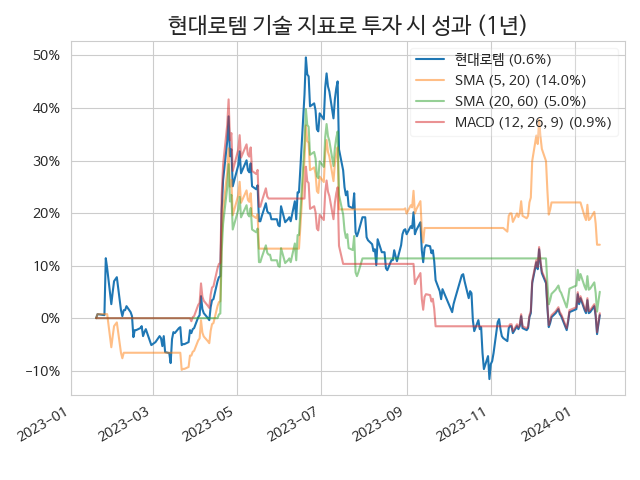 현대로템 기술 지표로 투자 시 성과 (1년)
현대로템 (0.6%)
SMA (5, 20) (14.0%)
SMA (20, 60) (5.0%)
MACD (12, 26, 9) (0.9%)
50%
40%
30%
20%
10%
0%
−10%
2023-01
2023-03
2023-05
2023-07
2023-09
2023-11
2024-01